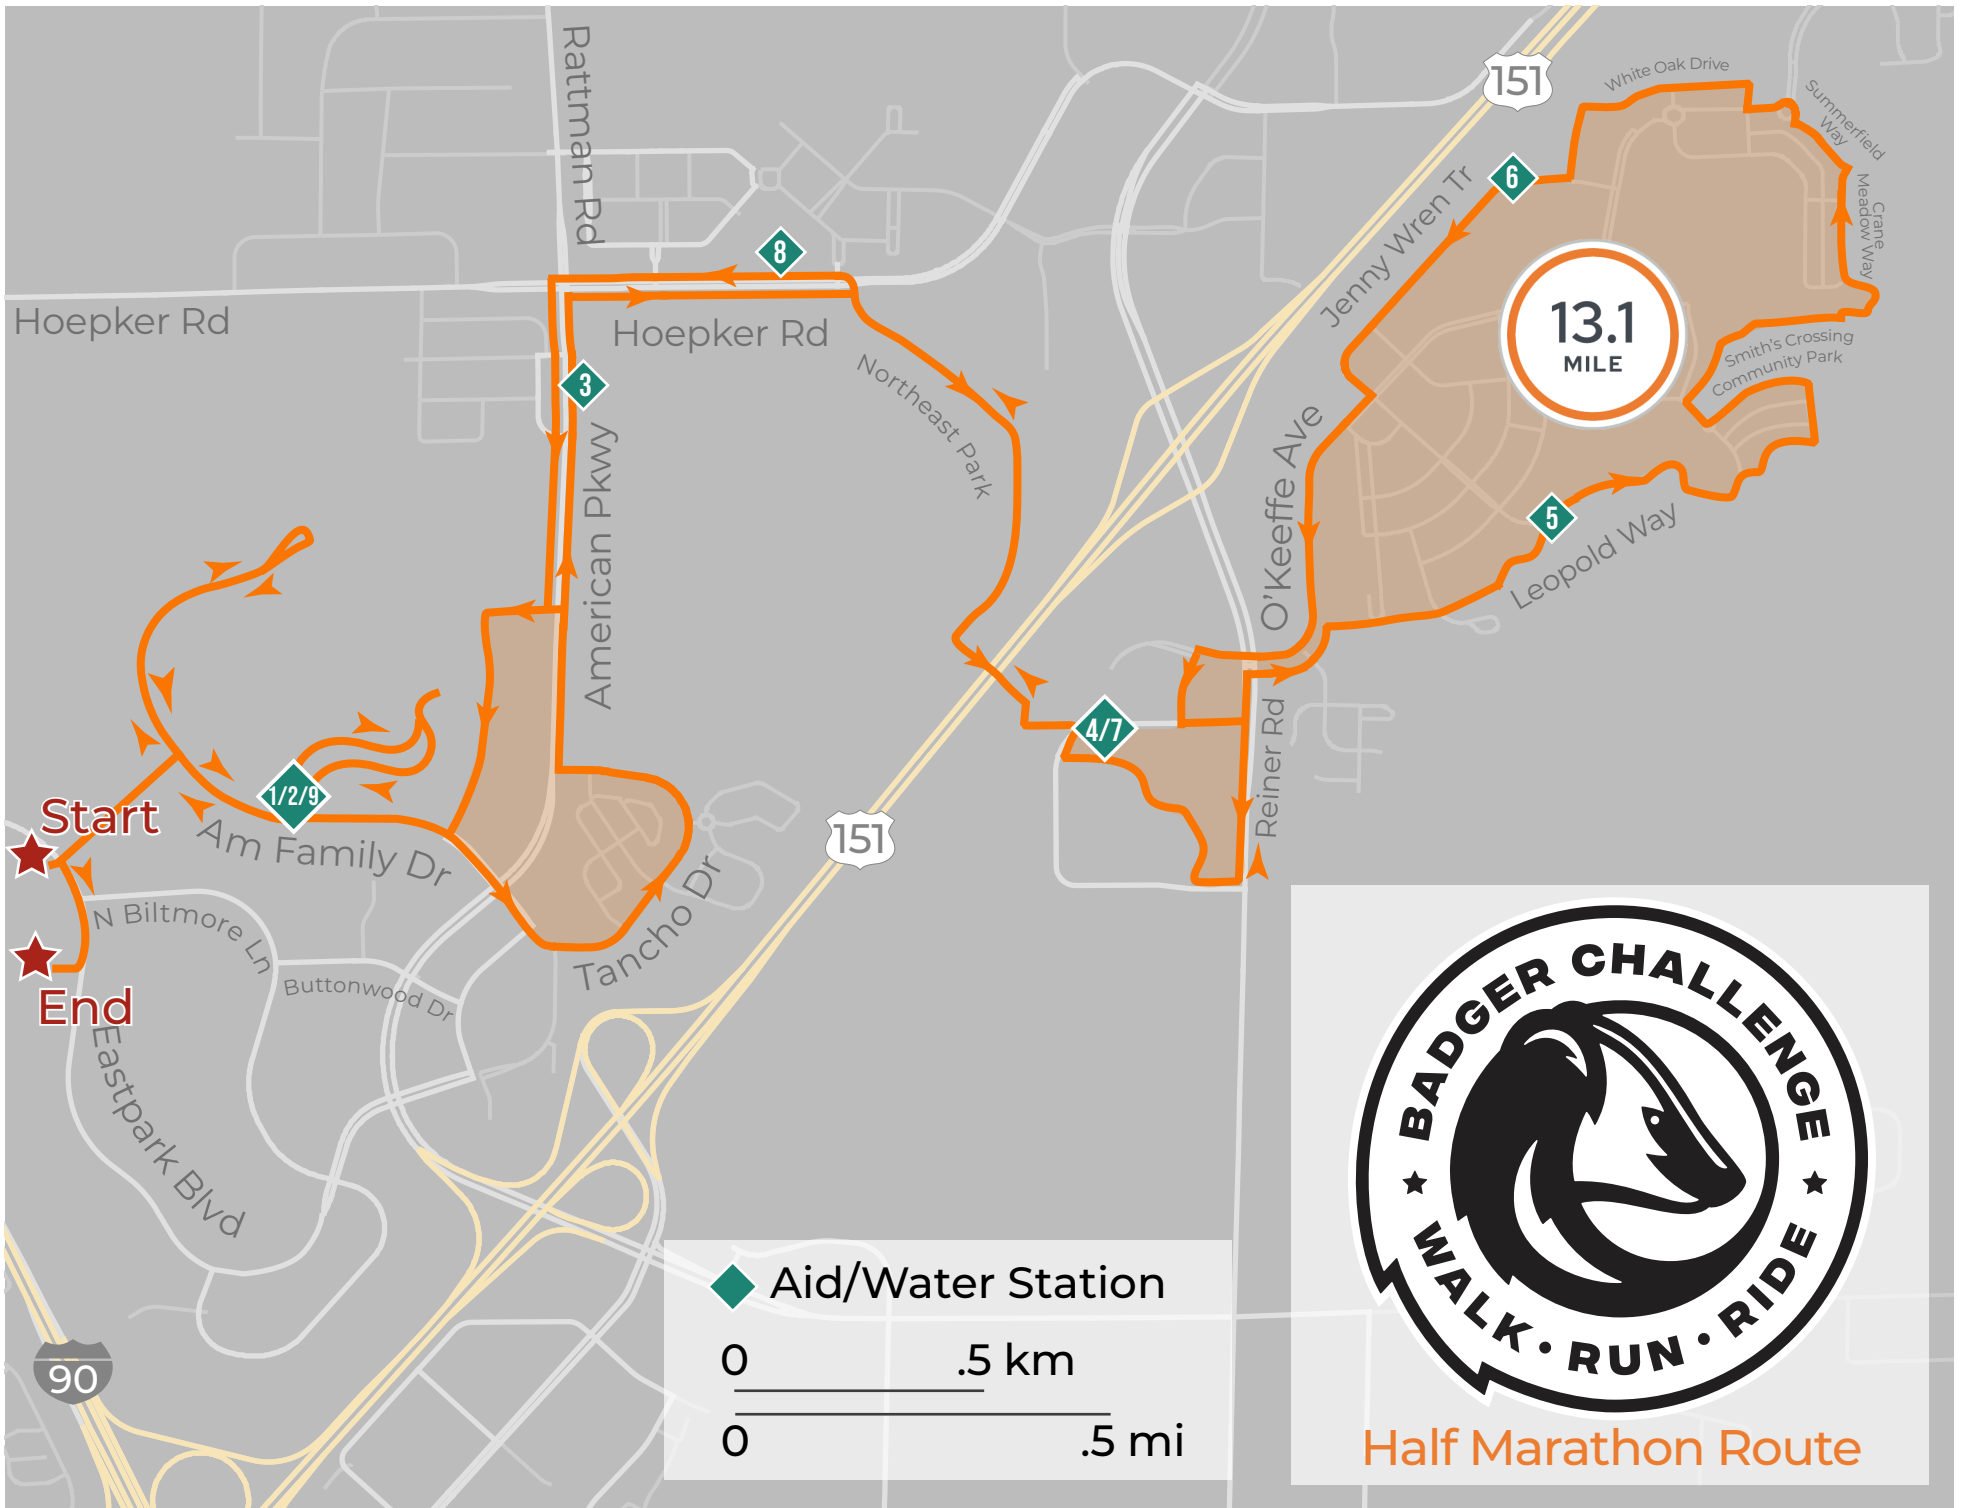 151
White Oak Drive
Summerfield
Way
Rattman Rd
6
Jenny Wren Tr
Crane
Meadow Way
8
Hoepker Rd
Hoepker Rd
13.1
MILE
Smith's Crossing
Community Park
3
Northeast Park
American Pkwy
O'Keeffe Ave
5
Leopold Way
4/7
Reiner Rd
1/2/9
Start
Am Family Dr
151
Tancho Dr
N Biltmore Ln
Buttonwood Dr
End
Eastpark Blvd
90
Aid/Water Station
0 .5 km
0 .5 mi
BADGER CHALLENGE
WALK • RUN • RIDE
Half Marathon Route